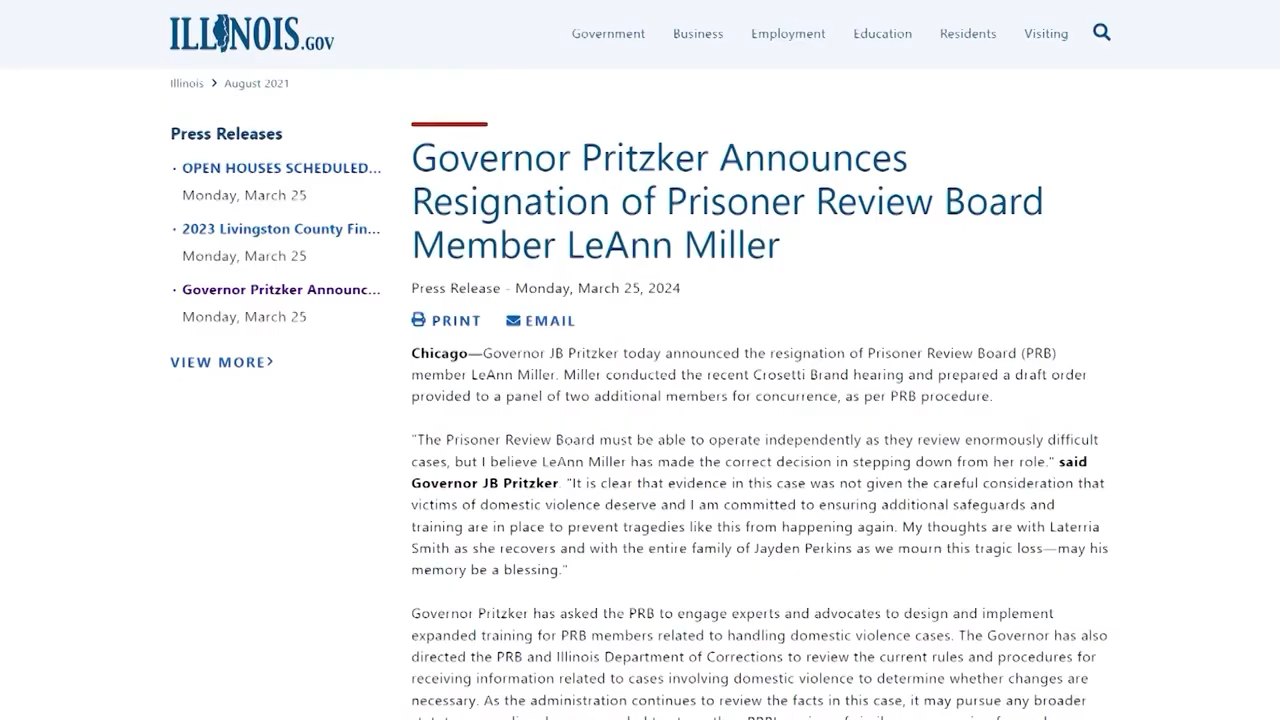 ILLINOIS.GOV
Government Business Employment Education Residents Visiting
Illinois > August 2021
Press Releases
· OPEN HOUSES SCHEDULED...
Monday, March 25
· 2023 Livingston County Fin...
Monday, March 25
· Governor Pritzker Announc...
Monday, March 25
VIEW MORE>
Governor Pritzker Announces
Resignation of Prisoner Review Board
Member LeAnn Miller
Press Release - Monday, March 25, 2024
PRINT EMAIL
Chicago—Governor JB Pritzker today announced the resignation of Prisoner Review Board (PRB)
member LeAnn Miller. Miller conducted the recent Crosetti Brand hearing and prepared a draft order
provided to a panel of two additional members for concurrence, as per PRB procedure.
"The Prisoner Review Board must be able to operate independently as they review enormously difficult
cases, but I believe LeAnn Miller has made the correct decision in stepping down from her role." said
Governor JB Pritzker. "It is clear that evidence in this case was not given the careful consideration that
victims of domestic violence deserve and I am committed to ensuring additional safeguards and
training are in place to prevent tragedies like this from happening again. My thoughts are with Laterria
Smith as she recovers and with the entire family of Jayden Perkins as we mourn this tragic loss—may his
memory be a blessing."
Governor Pritzker has asked the PRB to engage experts and advocates to design and implement
expanded training for PRB members related to handling domestic violence cases. The Governor has also
directed the PRB and Illinois Department of Corrections to review the current rules and procedures for
receiving information related to cases involving domestic violence to determine whether changes are
necessary. As the administration continues to review the facts in this case, it may pursue any broader